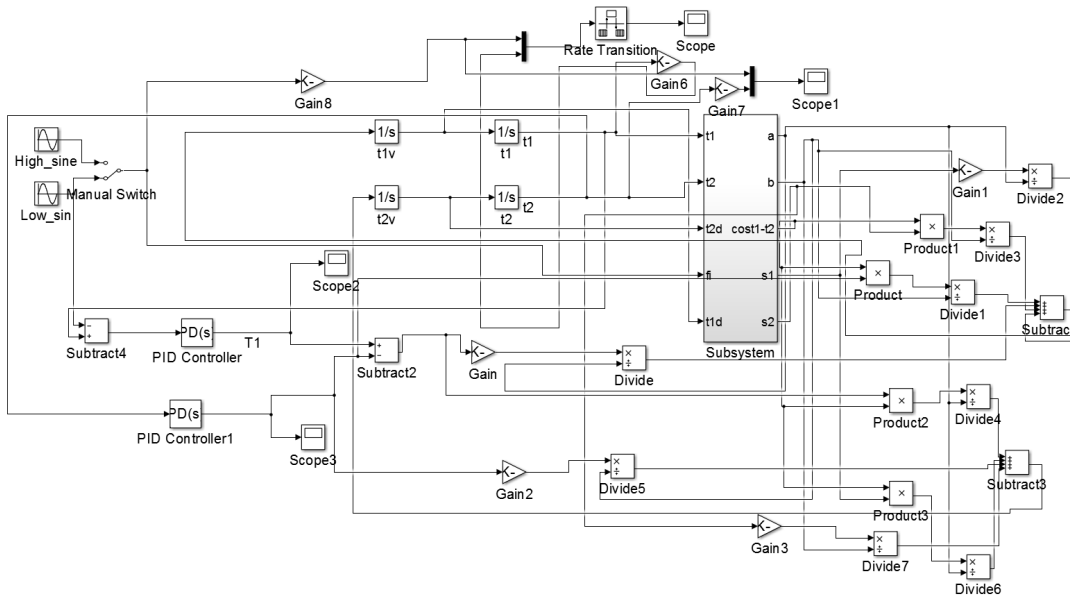 Rate Transition
Scope
Gain6
Scope1
Gain8
Gain7
K-
K-
K-
High_sine
Manual Switch
Low_sin
1/s
t1v
1/s
t1
t1
1/s
t2v
1/s
t2
t2
t1
t2
t2d
fi
t1d
a
b
cost1-t2
s1
s2
Subsystem
K-
Gain1
×
÷
Divide2
×
Product1
×
÷
Divide3
×
Product
×
÷
Divide1
Subtrac
Scope2
−
+
Subtract4
PD(s
PID Controller
T1
+
−
Subtract2
K-
Gain
×
÷
Divide
PD(s
PID Controller1
Scope3
×
Product2
×
÷
Divide4
K-
Gain2
×
÷
Divide5
Subtract3
×
Product3
K-
Gain3
×
÷
Divide7
×
÷
Divide6